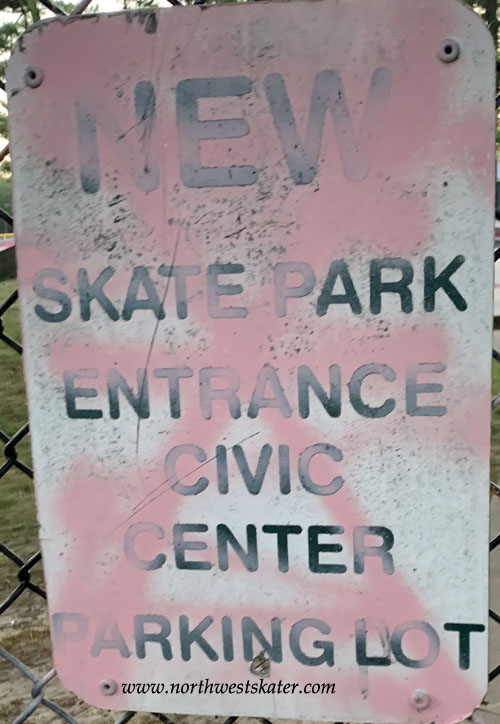 NEW
SKATE PARK
ENTRANCE
CIVIC
CENTER
PARKING LOT
www.northwestskater.com